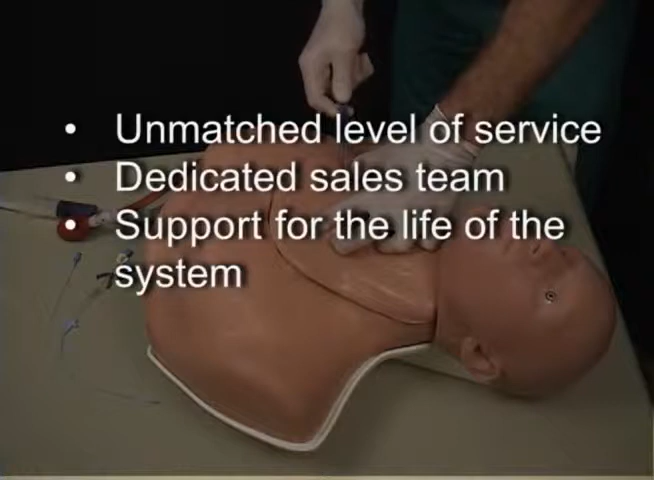 • Unmatched level of service
• Dedicated sales team
• Support for the life of the
system